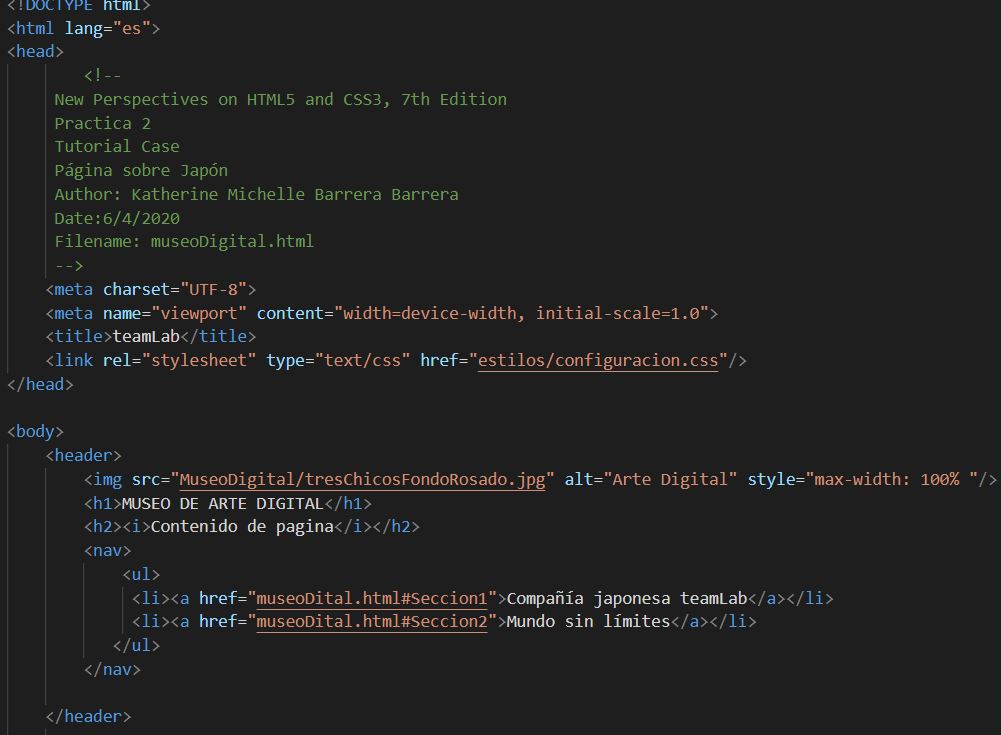 <!DOCTYPE html>
<html lang="es">
<head>
<!--
New Perspectives on HTML5 and CSS3, 7th Edition
Practica 2
Tutorial Case
Página sobre Japón
Author: Katherine Michelle Barrera Barrera
Date:6/4/2020
Filename: museoDigital.html
-->
<meta charset="UTF-8">
<meta name="viewport" content="width=device-width, initial-scale=1.0">
<title>teamLab</title>
<link rel="stylesheet" type="text/css" href="estilos/configuracion.css"/>
</head>
<body>
<header>
<img src="MuseoDigital/tresChicosFondoRosado.jpg" alt="Arte Digital" style="max-width: 100% "/>
<h1>MUSEO DE ARTE DIGITAL</h1>
<h2><i>Contenido de pagina</i></h2>
<nav>
<ul>
<li><a href="museoDital.html#Seccion1">Compañía japonesa teamLab</a></li>
<li><a href="museoDital.html#Seccion2">Mundo sin límites</a></li>
</ul>
</nav>
</header>